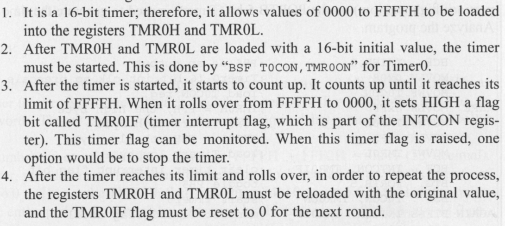 1. It is a 16-bit timer; therefore, it allows values of 0000 to FFFFH to be loaded
into the registers TMR0H and TMR0L.
2. After TMR0H and TMR0L are loaded with a 16-bit initial value, the timer
must be started. This is done by “BSF T0CON,TMR0ON” for Timer0.
3. After the timer is started, it starts to count up. It counts up until it reaches its
limit of FFFFH. When it rolls over from FFFFH to 0000, it sets HIGH a flag
bit called TMR0IF (timer interrupt flag, which is part of the INTCON regis-
ter). This timer flag can be monitored. When this timer flag is raised, one
option would be to stop the timer.
4. After the timer reaches its limit and rolls over, in order to repeat the process,
the registers TMR0H and TMR0L must be reloaded with the original value,
and the TMR0IF flag must be reset to 0 for the next round.